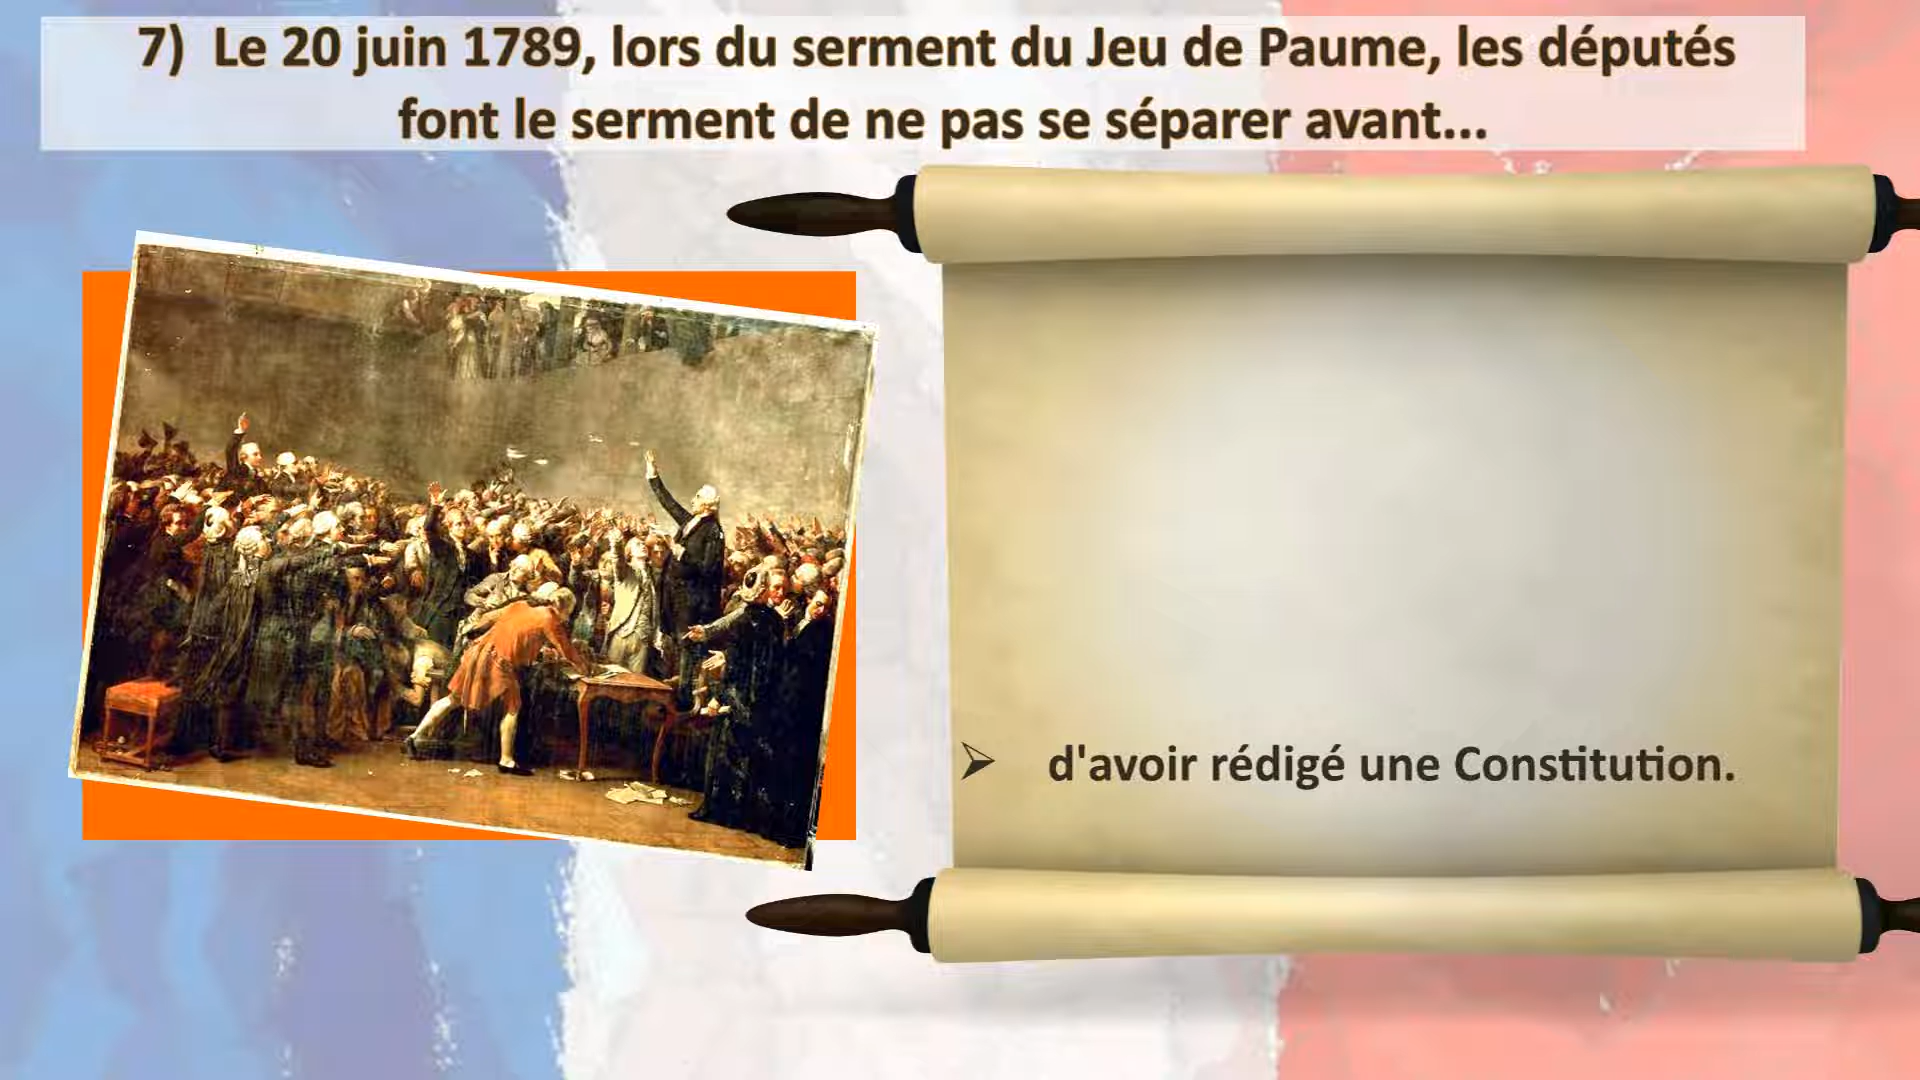 7) Le 20 juin 1789, lors du serment du Jeu de Paume, les députés
font le serment de ne pas se séparer avant...
➢ d'avoir rédigé une Constitution.